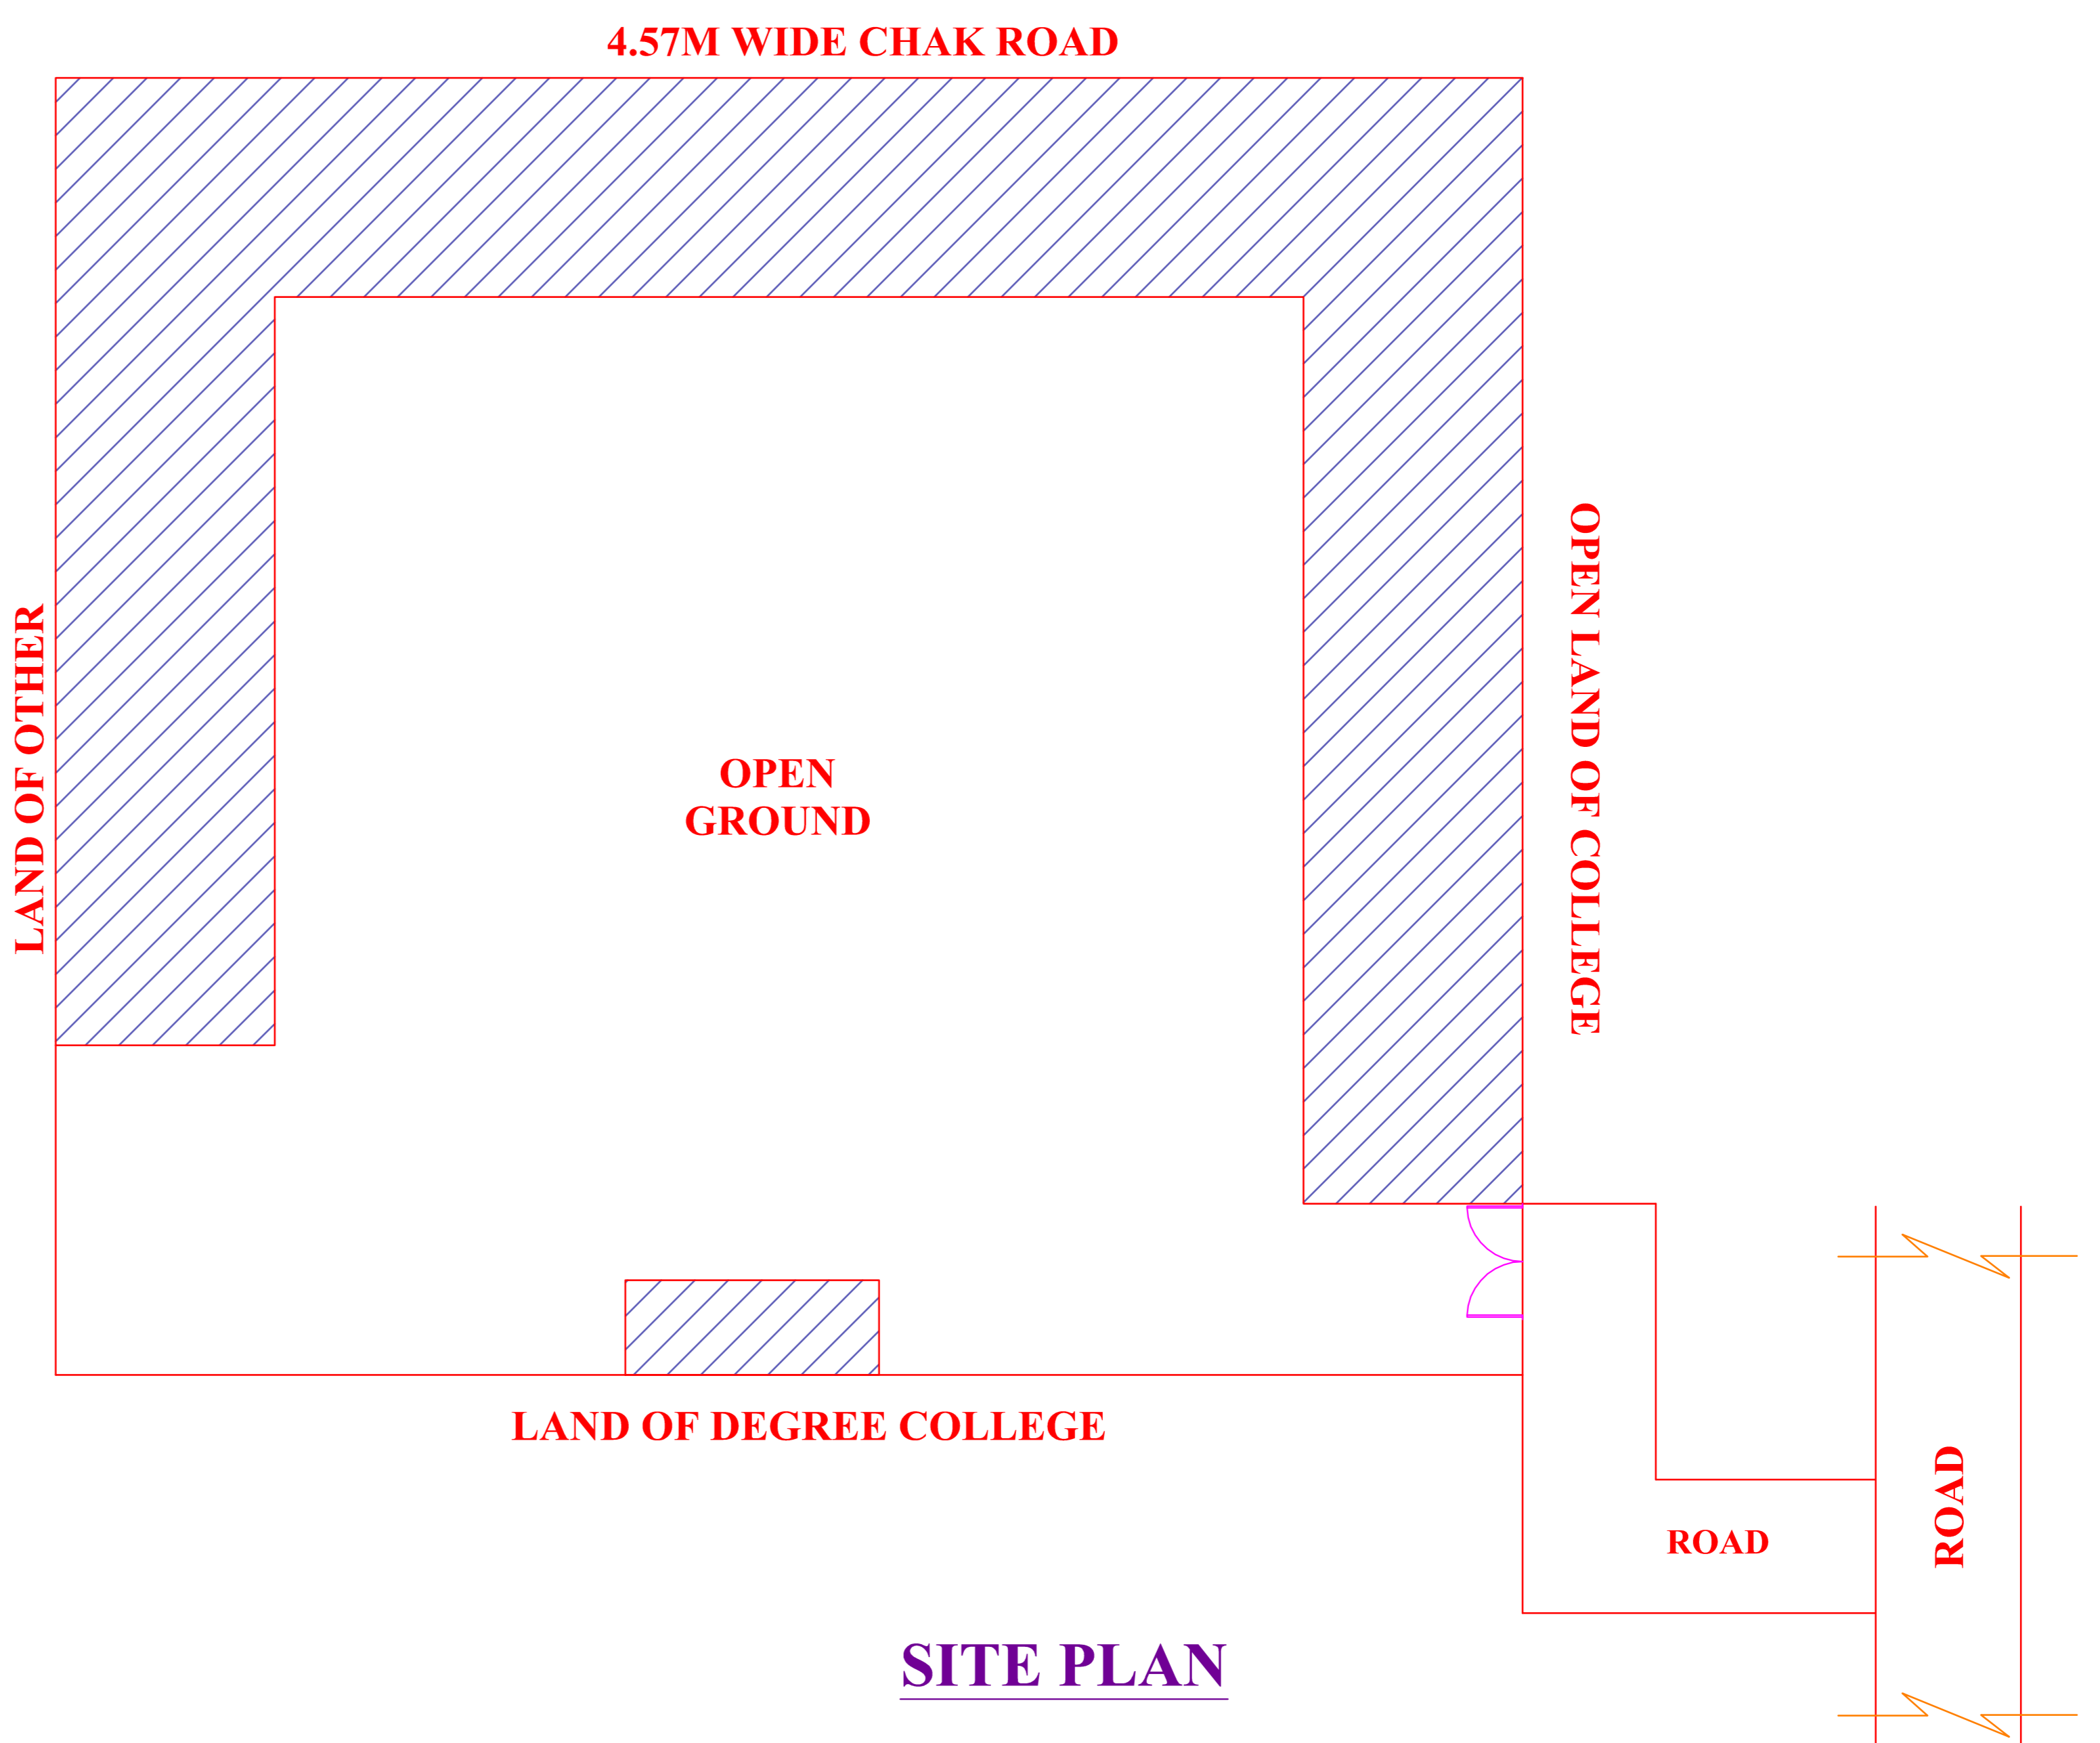 4.57M WIDE CHAK ROAD
LAND OF OTHER
OPEN
GROUND
OPEN LAND OF COLLEGE
LAND OF DEGREE COLLEGE
ROAD
ROAD
SITE PLAN